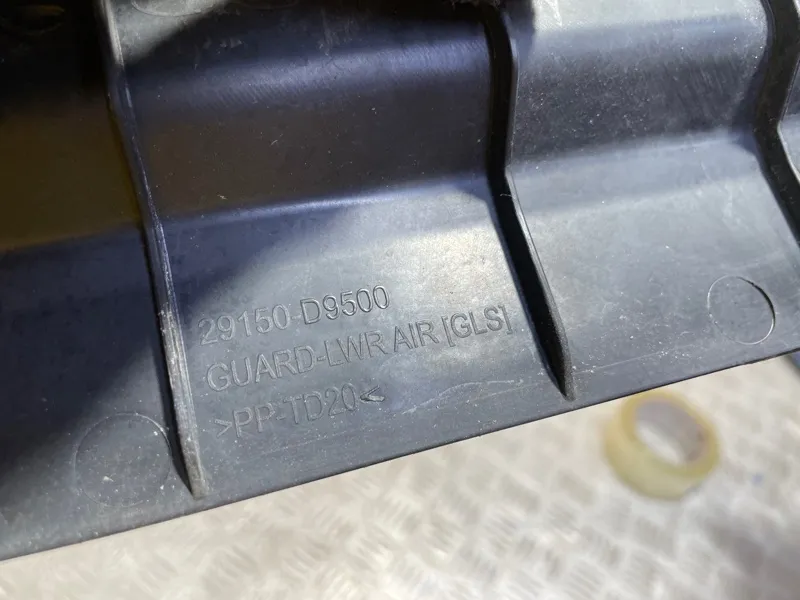 29150-D9500
GUARD-LWR AIR [GLS]
>PP-TD20<